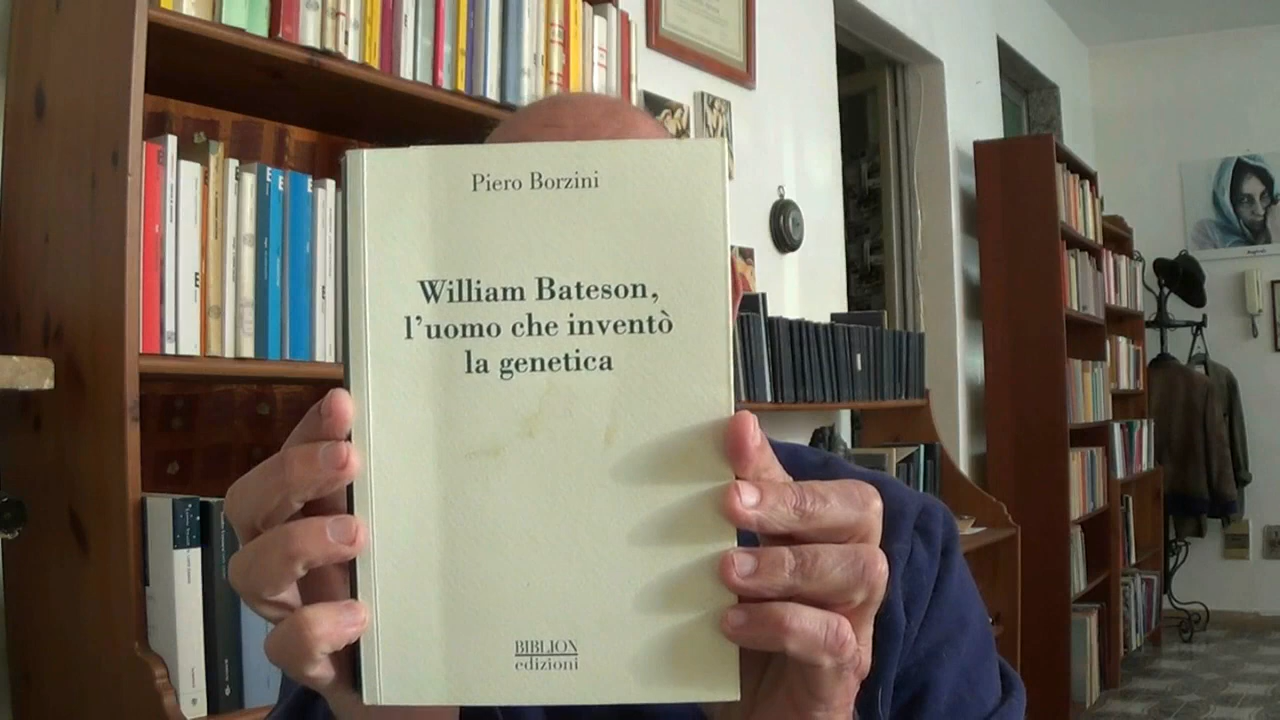 Piero Borzini
William Bateson,
l'uomo che inventò
la genetica
BIBLION
edizioni